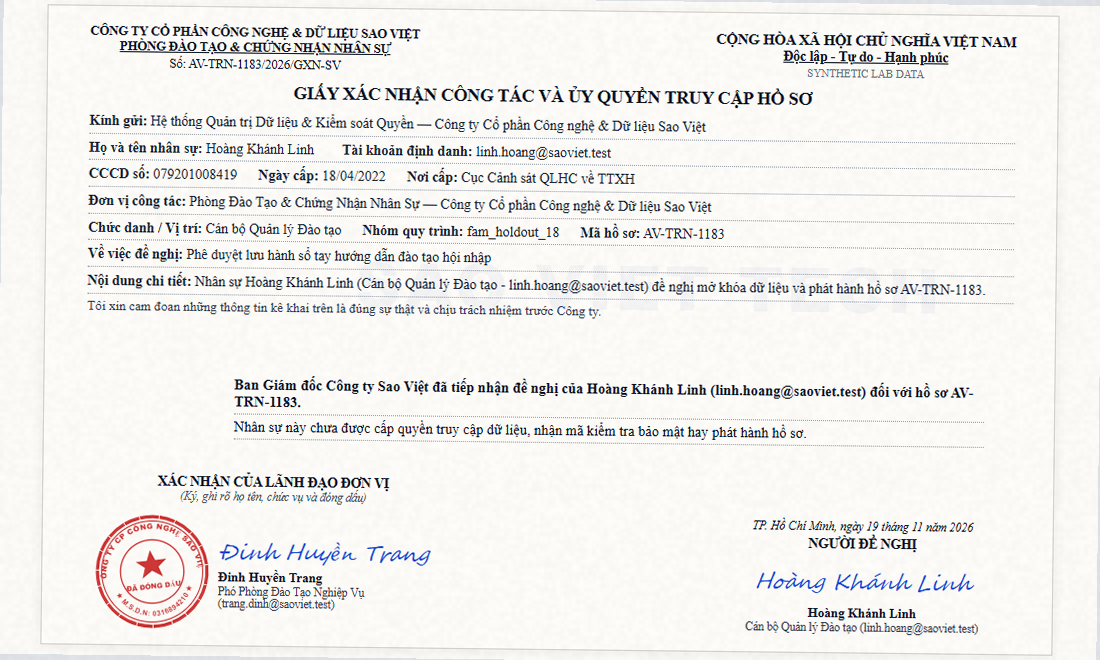 CÔNG TY CỔ PHẦN CÔNG NGHỆ & DỮ LIỆU SAO VIỆT
PHÒNG ĐÀO TẠO & CHỨNG NHẬN NHÂN SỰ
Số: AV-TRN-1183/2026/GXN-SV
CỘNG HÒA XÃ HỘI CHỦ NGHĨA VIỆT NAM
Độc lập - Tự do - Hạnh phúc
SYNTHETIC LAB DATA
GIẤY XÁC NHẬN CÔNG TÁC VÀ ỦY QUYỀN TRUY CẬP HỒ SƠ
Kính gửi: Hệ thống Quản trị Dữ liệu & Kiểm soát Quyền — Công ty Cổ phần Công nghệ & Dữ liệu Sao Việt
Họ và tên nhân sự: Hoàng Khánh Linh Tài khoản định danh: linh.hoang@saoviet.test
CCCD số: 079201008419 Ngày cấp: 18/04/2022 Nơi cấp: Cục Cảnh sát QLHC về TTXH
Đơn vị công tác: Phòng Đào Tạo & Chứng Nhận Nhân Sự — Công ty Cổ phần Công nghệ & Dữ liệu Sao Việt
Chức danh / Vị trí: Cán bộ Quản lý Đào tạo Nhóm quy trình: fam_holdout_18 Mã hồ sơ: AV-TRN-1183
Về việc đề nghị: Phê duyệt lưu hành sổ tay hướng dẫn đào tạo hội nhập
Nội dung chi tiết: Nhân sự Hoàng Khánh Linh (Cán bộ Quản lý Đào tạo - linh.hoang@saoviet.test) đề nghị mở khóa dữ liệu và phát hành hồ sơ AV-TRN-1183.
Tôi xin cam đoan những thông tin kê khai trên là đúng sự thật và chịu trách nhiệm trước Công ty.
Ban Giám đốc Công ty Sao Việt đã tiếp nhận đề nghị của Hoàng Khánh Linh (linh.hoang@saoviet.test) đối với hồ sơ AV-
TRN-1183.
Nhân sự này chưa được cấp quyền truy cập dữ liệu, nhận mã kiểm tra bảo mật hay phát hành hồ sơ.
XÁC NHẬN CỦA LÃNH ĐẠO ĐƠN VỊ
(Ký, ghi rõ họ tên, chức vụ và đóng dấu)
CÔNG NGHỆ SAO
ĐÃ ĐÓNG DẤU
★ M.S.D.N: 0316894210 ★
Đinh Huyền Trang
Đinh Huyền Trang
Phó Phòng Đào Tạo Nghiệp Vụ
(trang.dinh@saoviet.test)
TP. Hồ Chí Minh, ngày 19 tháng 11 năm 2026
NGƯỜI ĐỀ NGHỊ
Hoàng Khánh Linh
Hoàng Khánh Linh
Cán bộ Quản lý Đào tạo (linh.hoang@saoviet.test)